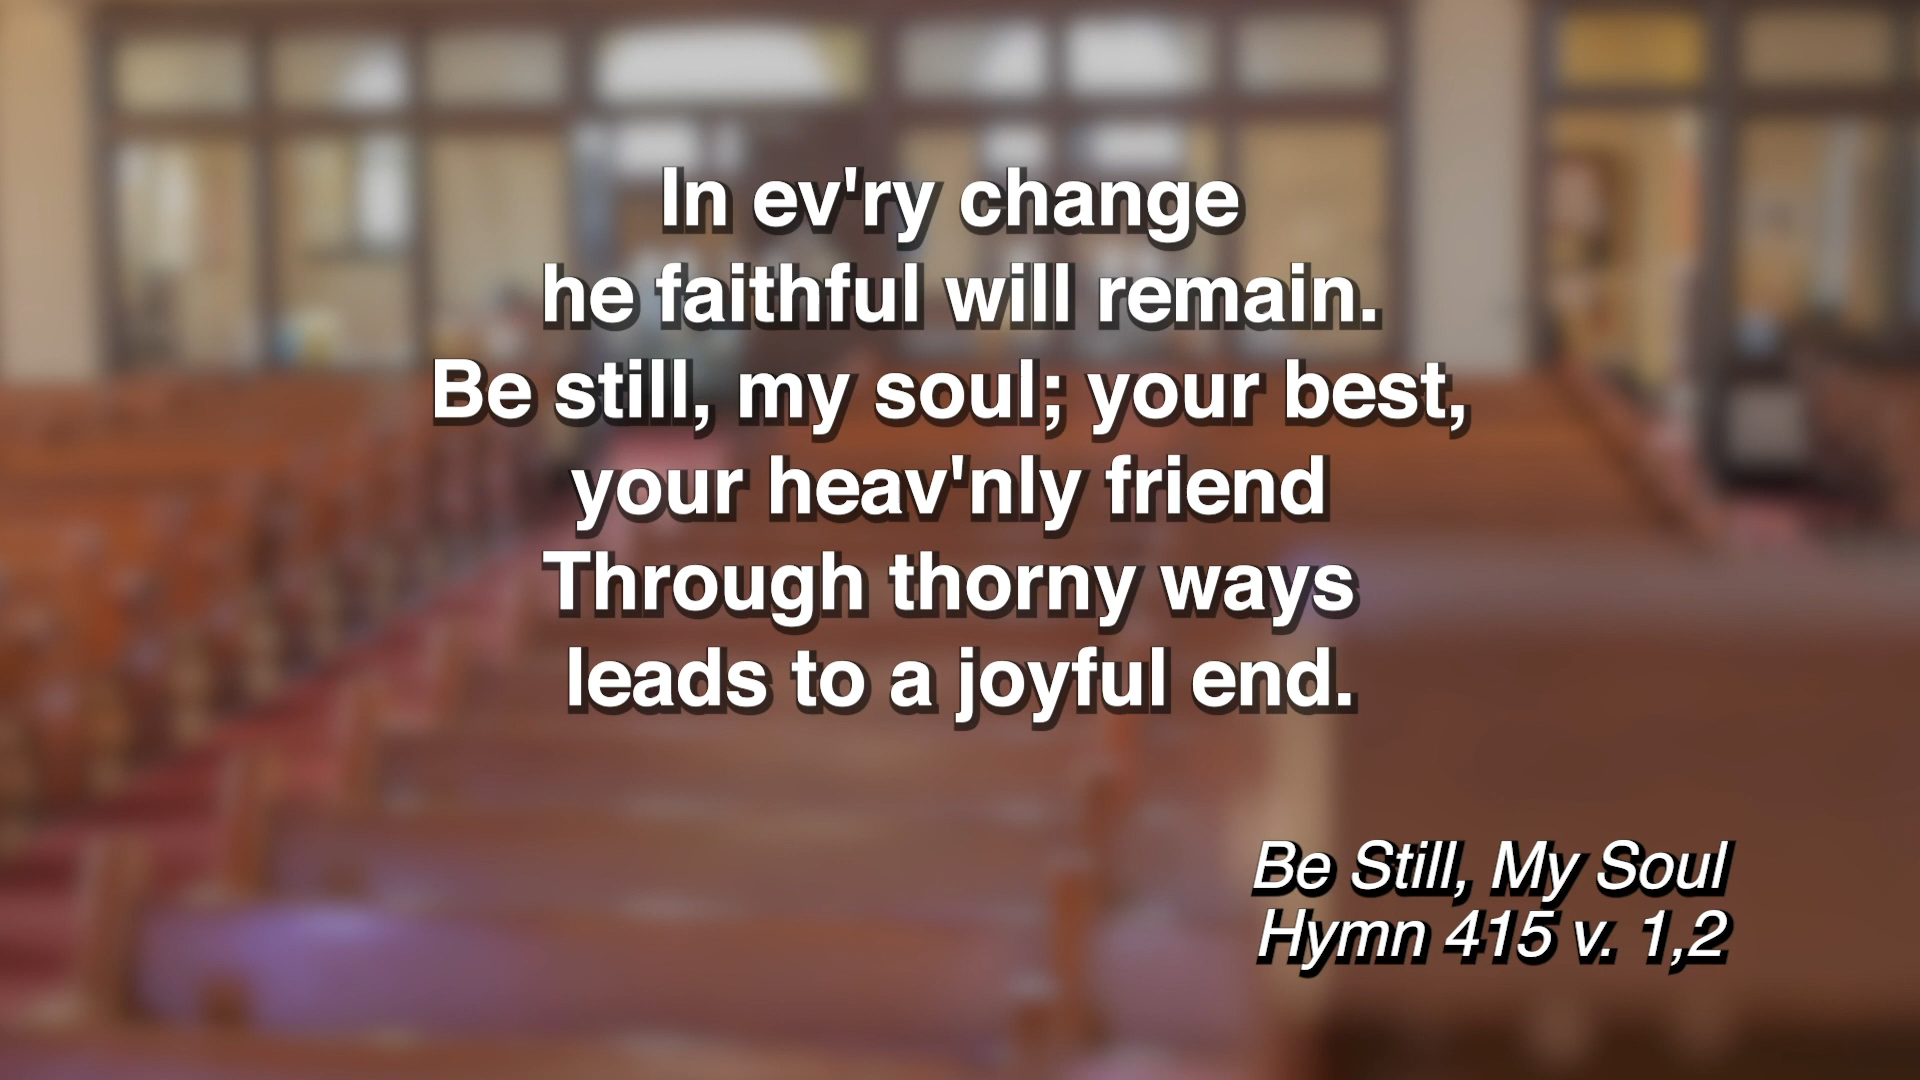 In ev'ry change
he faithful will remain.
Be still, my soul; your best,
your heav'nly friend
Through thorny ways
leads to a joyful end.
Be Still, My Soul
Hymn 415 v. 1,2